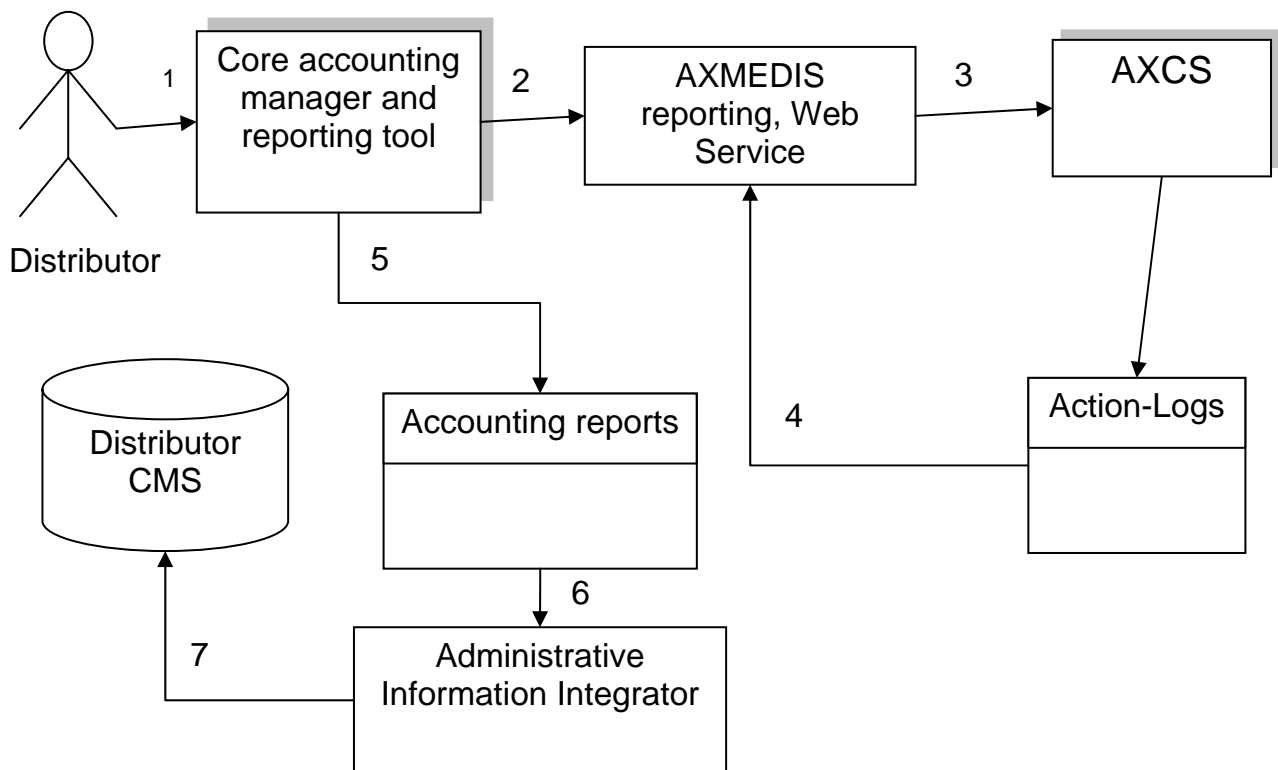 1
Core accounting
manager and
reporting tool
2
AXMEDIS
reporting, Web
Service
3
AXCS
Distributor
5
4
Action-Logs
Accounting reports
Distributor
CMS
6
7
Administrative
Information Integrator